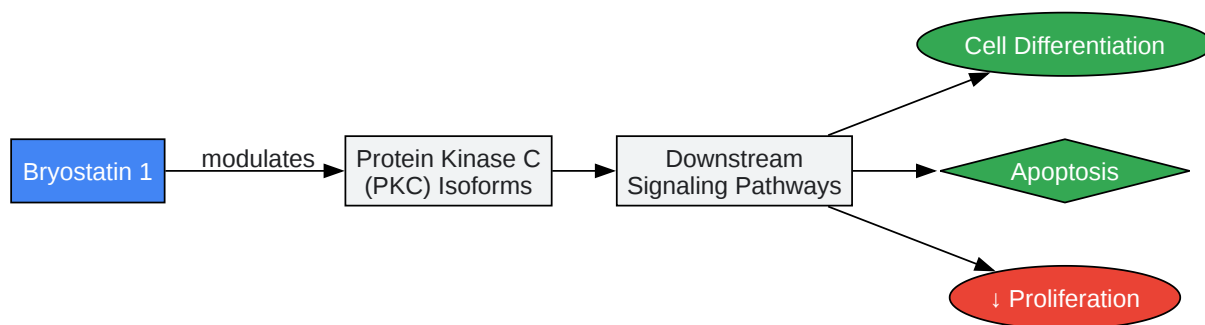 Bryostatin 1
modulates
Protein Kinase C
(PKC) Isoforms
Downstream
Signaling Pathways
Cell Differentiation
Apoptosis
↓ Proliferation